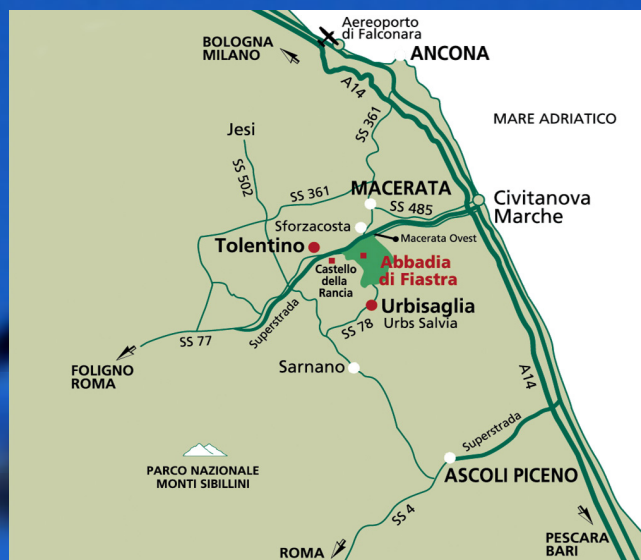 Aereoporto
di Falconara
BOLOGNA
MILANO
ANCONA
A14
SS 361
MARE ADRIATICO
Jesi
SS 502
SS 361
MACERATA
SS 485
Civitanova
Marche
Sforzacosta
Macerata Ovest
Tolentino
Castello
della
Rancia
Abbadia
di Fiastra
Superstrada
Urbisaglia
Urbs Salvia
SS 78
SS 77
FOLIGNO
ROMA
Sarnano
A14
Superstrada
PARCO NAZIONALE
MONTI SIBILLINI
ASCOLI PICENO
SS 4
ROMA
PESCARA
BARI